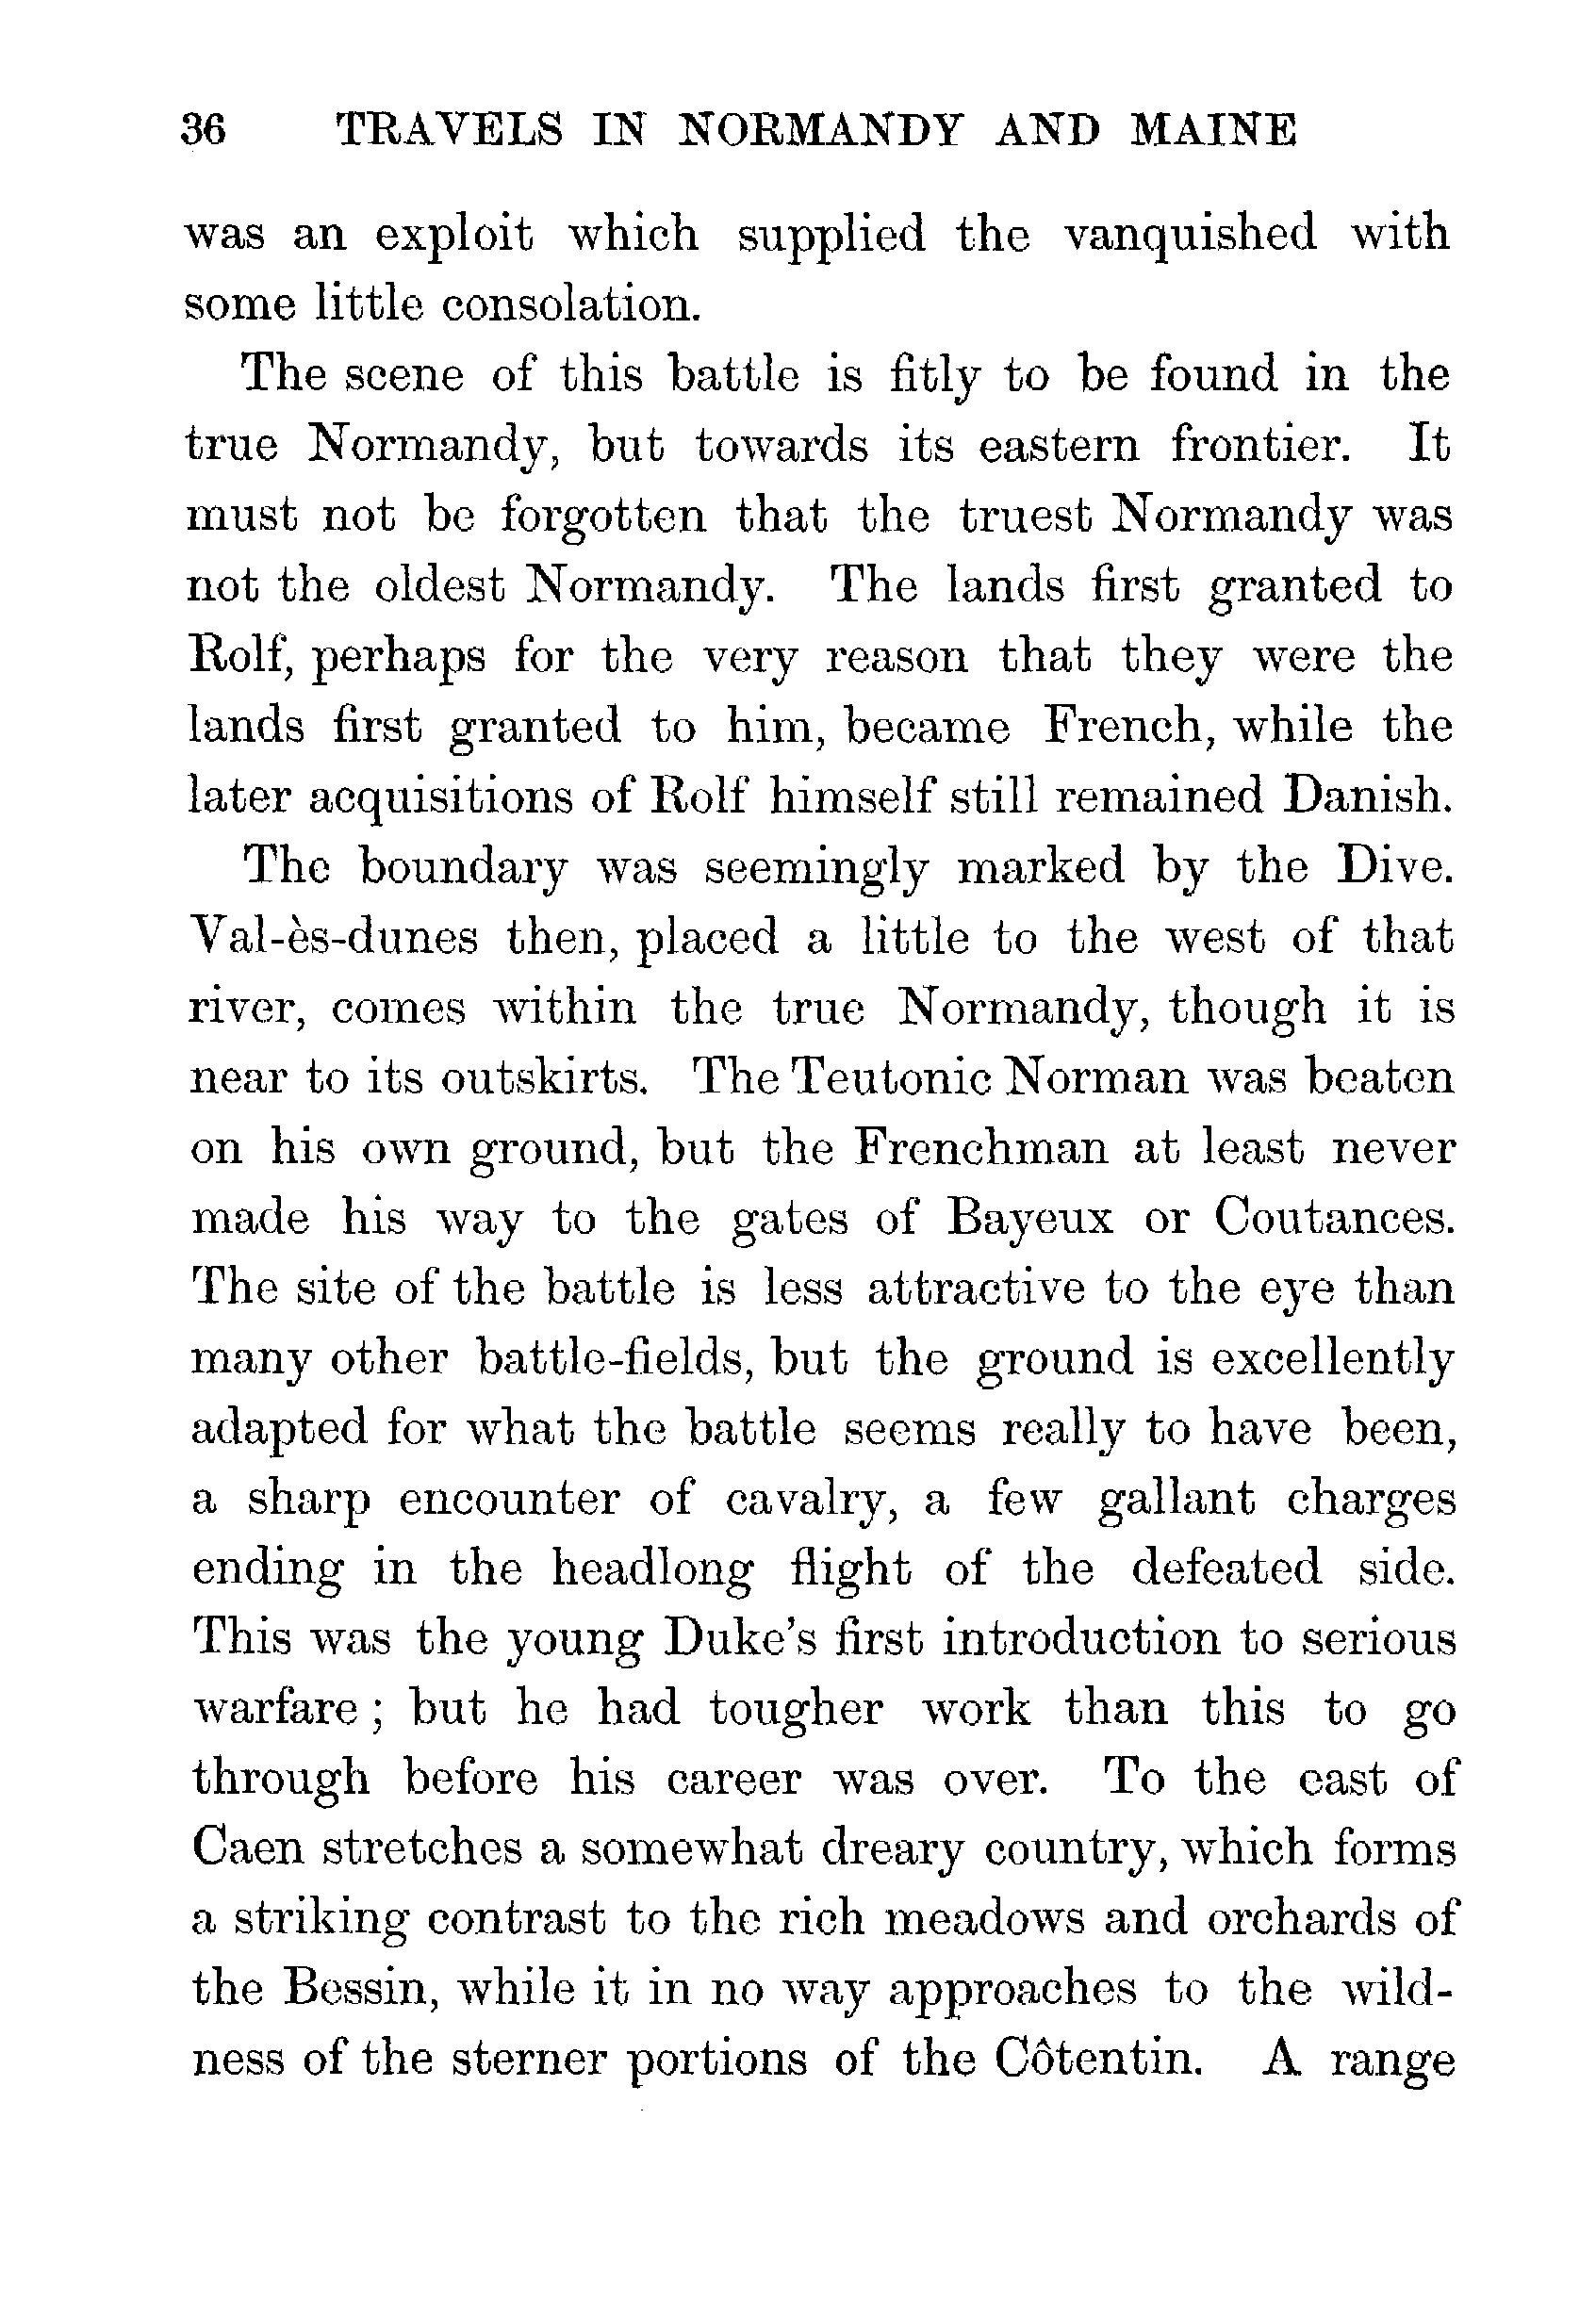 36 TRAVELS IN NORMANDY AND MAINE
was an exploit which supplied the vanquished with
some little consolation.
The scene of this battle is fitly to be found in the
true Normandy, but towards its eastern frontier. It
must not be forgotten that the truest Normandy was
not the oldest Normandy. The lands first granted to
Rolf, perhaps for the very reason that they were the
lands first granted to him, became French, while the
later acquisitions of Rolf himself still remained Danish.
The boundary was seemingly marked by the Dive.
Val-ès-dunes then, placed a little to the west of that
river, comes within the true Normandy, though it is
near to its outskirts. The Teutonic Norman was beaten
on his own ground, but the Frenchman at least never
made his way to the gates of Bayeux or Coutances.
The site of the battle is less attractive to the eye than
many other battle-fields, but the ground is excellently
adapted for what the battle seems really to have been,
a sharp encounter of cavalry, a few gallant charges
ending in the headlong flight of the defeated side.
This was the young Duke's first introduction to serious
warfare; but he had tougher work than this to go
through before his career was over. To the east of
Caen stretches a somewhat dreary country, which forms
a striking contrast to the rich meadows and orchards of
the Bessin, while it in no way approaches to the wild-
ness of the sterner portions of the Côtentin. A range